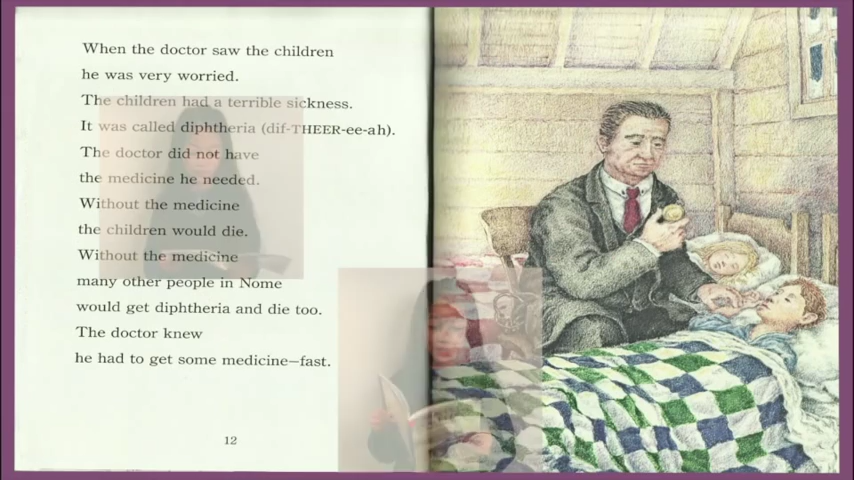 When the doctor saw the children
he was very worried.
The children had a terrible sickness.
It was called diphtheria (dif-THEER-ee-ah).
The doctor did not have
the medicine he needed.
Without the medicine
the children would die.
Without the medicine
many other people in Nome
would get diphtheria and die too.
The doctor knew
he had to get some medicine—fast.
12